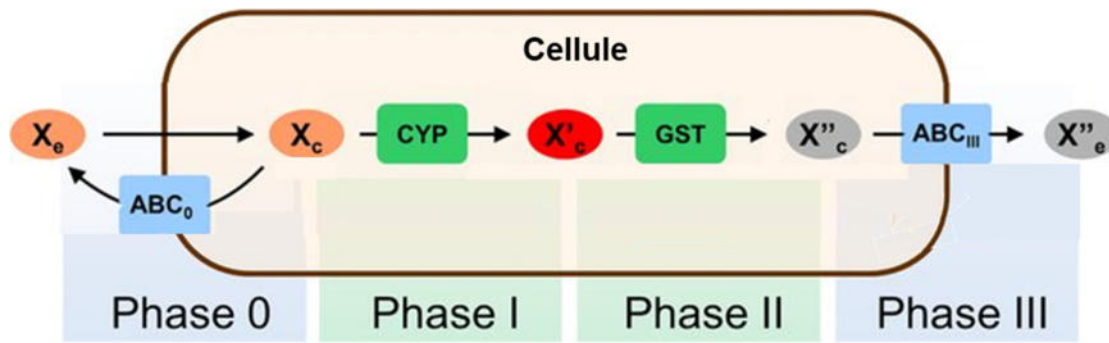 Cellule
Xe Xc CYP X'c GST X"c ABCIII X"e
ABC0
Phase 0 Phase I Phase II Phase III